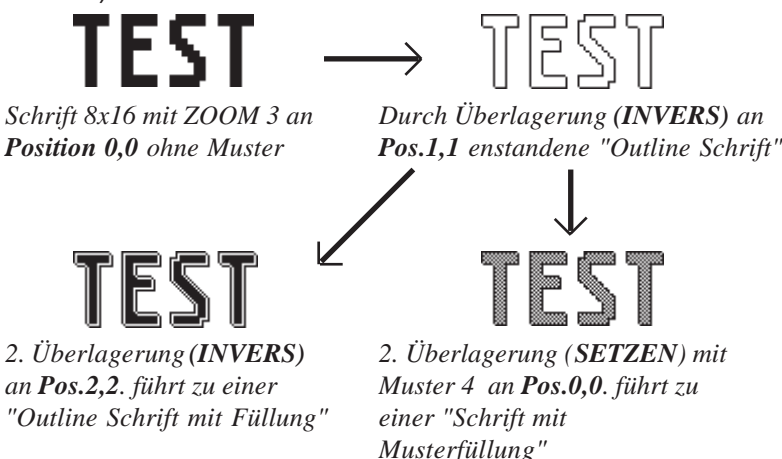 TEST
TEST
Schrift 8x16 mit ZOOM 3 an
Position 0,0 ohne Muster
Durch Überlagerung (INVERS) an
Pos.1,1 enstandene "Outline Schrift"
TEST
TEST
2. Überlagerung (INVERS)
an Pos.2,2. führt zu einer
"Outline Schrift mit Füllung"
2. Überlagerung (SETZEN) mit
Muster 4 an Pos.0,0. führt zu
einer "Schrift mit
Musterfüllung"